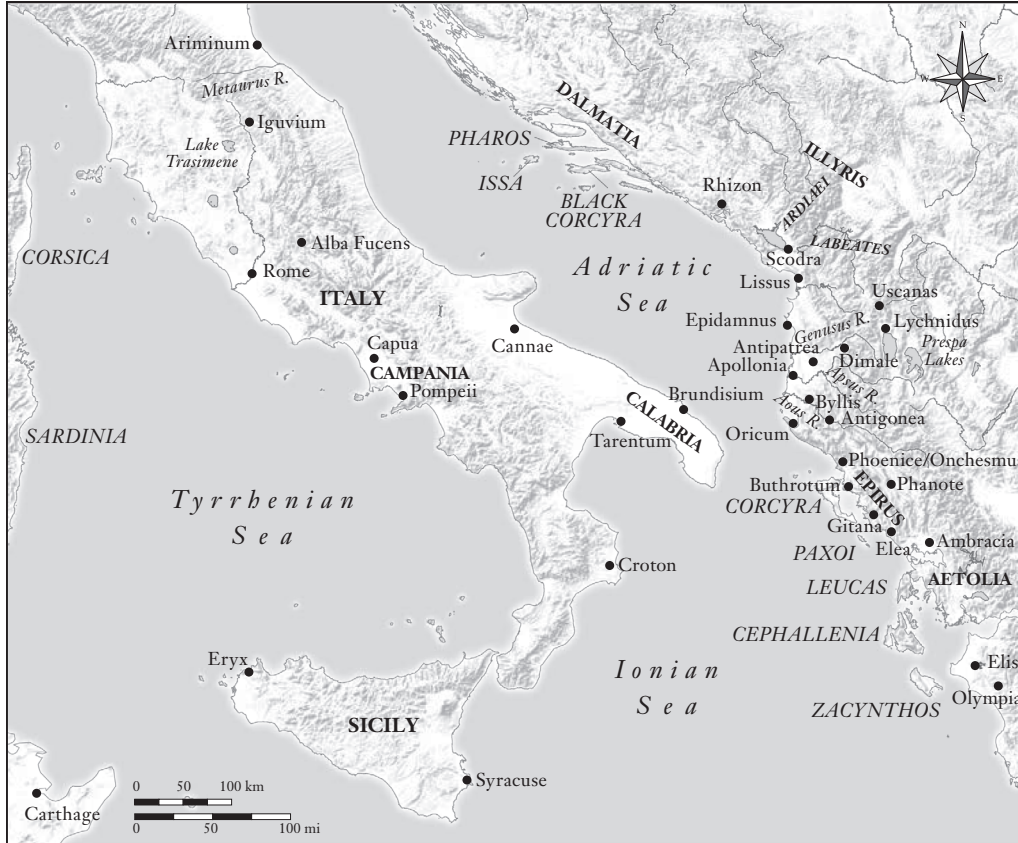 Ariminum
N
W
E
S
Metaurus R.
Iguvium
DALMATIA
Lake
Trasimene
PHAROS
ILLYRIS
ISSA
Rhizon
ARDIAEI
BLACK
CORCYRA
CORSICA
Alba Fucens
LABEATES
Scodra
Rome
Adriatic
Sea
Lissus
ITALY
Uscanas
Epidamnus
Genusus R.
Lychnidus
Cannae
Prespa
Lakes
Capua
Antipatrea
Dimale
CAMPANIA
Apollonia
Apsus R.
Pompeii
Brundisium
CALABRIA
Byllis
Aous R.
Antigonea
Tarentum
Oricum
SARDINIA
Phoenice/Onchesmu
Buthrotum
EPIRUS
Phanote
Tyrrhenian
Sea
CORCYRA
Gitana
Elea
Ambracia
PAXOI
Croton
AETOLIA
LEUCAS
CEPHALLENIA
Eryx
Ionian
Sea
Elis
Olympia
ZACYNTHOS
SICILY
Syracuse
0 50 100 km
Carthage
0 50 100 mi